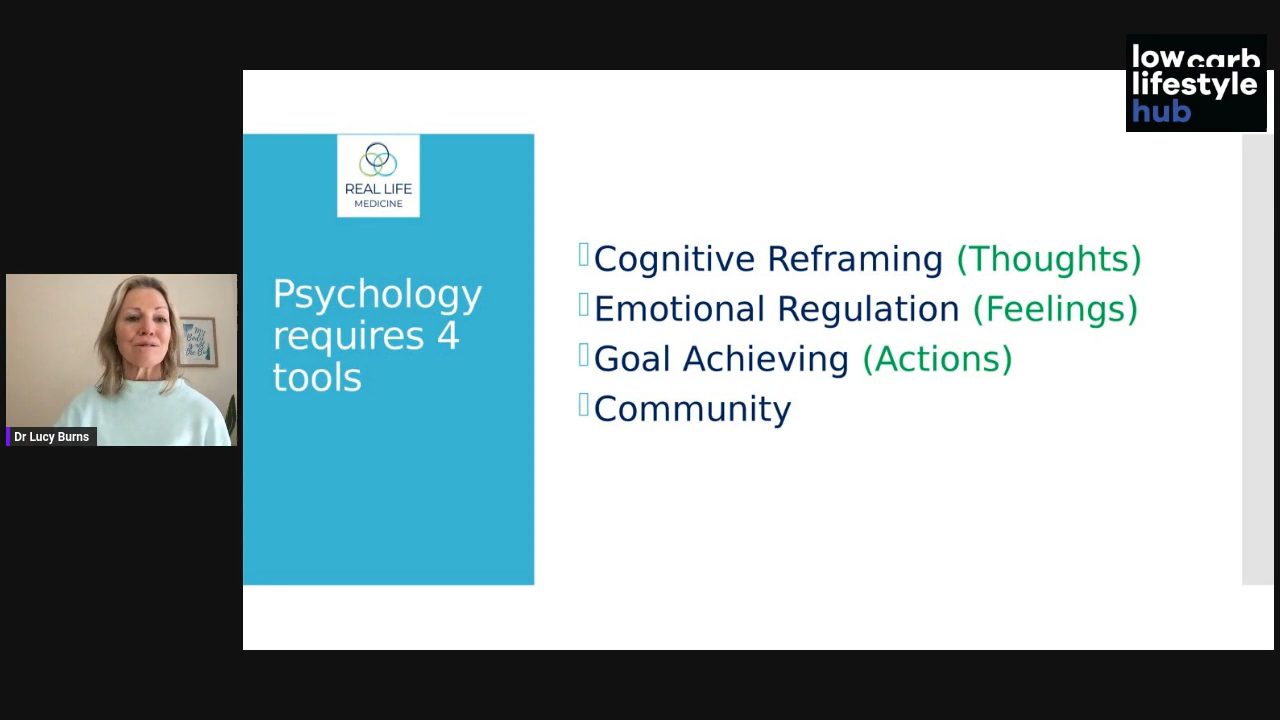 low carb
lifestyle
hub
REAL LIFE
MEDICINE
Psychology
requires 4
tools
Cognitive Reframing (Thoughts)
Emotional Regulation (Feelings)
Goal Achieving (Actions)
Community
Dr Lucy Burns